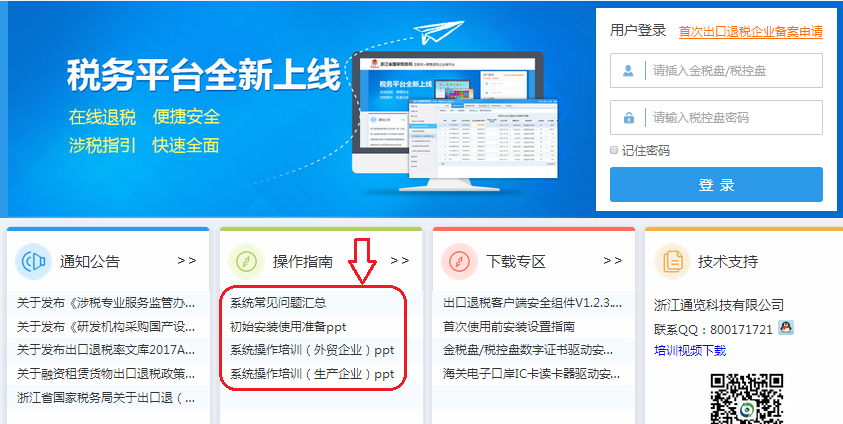 税务平台全新上线
在线退税 便捷安全
涉税指引 快速全面
浙江省国家税务局
用户登录 首次出口退税企业备案申请
请插入金税盘/税控盘
请输入税控盘密码
记住密码
登 录
通知公告 >>
关于发布《涉税专业服务监管办...
关于发布《研发机构采购国产设...
关于发布出口退税率文库2017A...
关于融资租赁货物出口退税政策...
浙江省国家税务局关于出口退（...
操作指南 >>
系统常见问题汇总
初始安装使用准备ppt
系统操作培训（外贸企业）ppt
系统操作培训（生产企业）ppt
下载专区 >>
出口退税客户端安全组件V1.2.3....
首次使用前安装设置指南
金税盘/税控盘数字证书驱动安...
海关电子口岸IC卡读卡器驱动安...
技术支持
浙江通览科技有限公司
联系QQ：800171721
培训视频下载